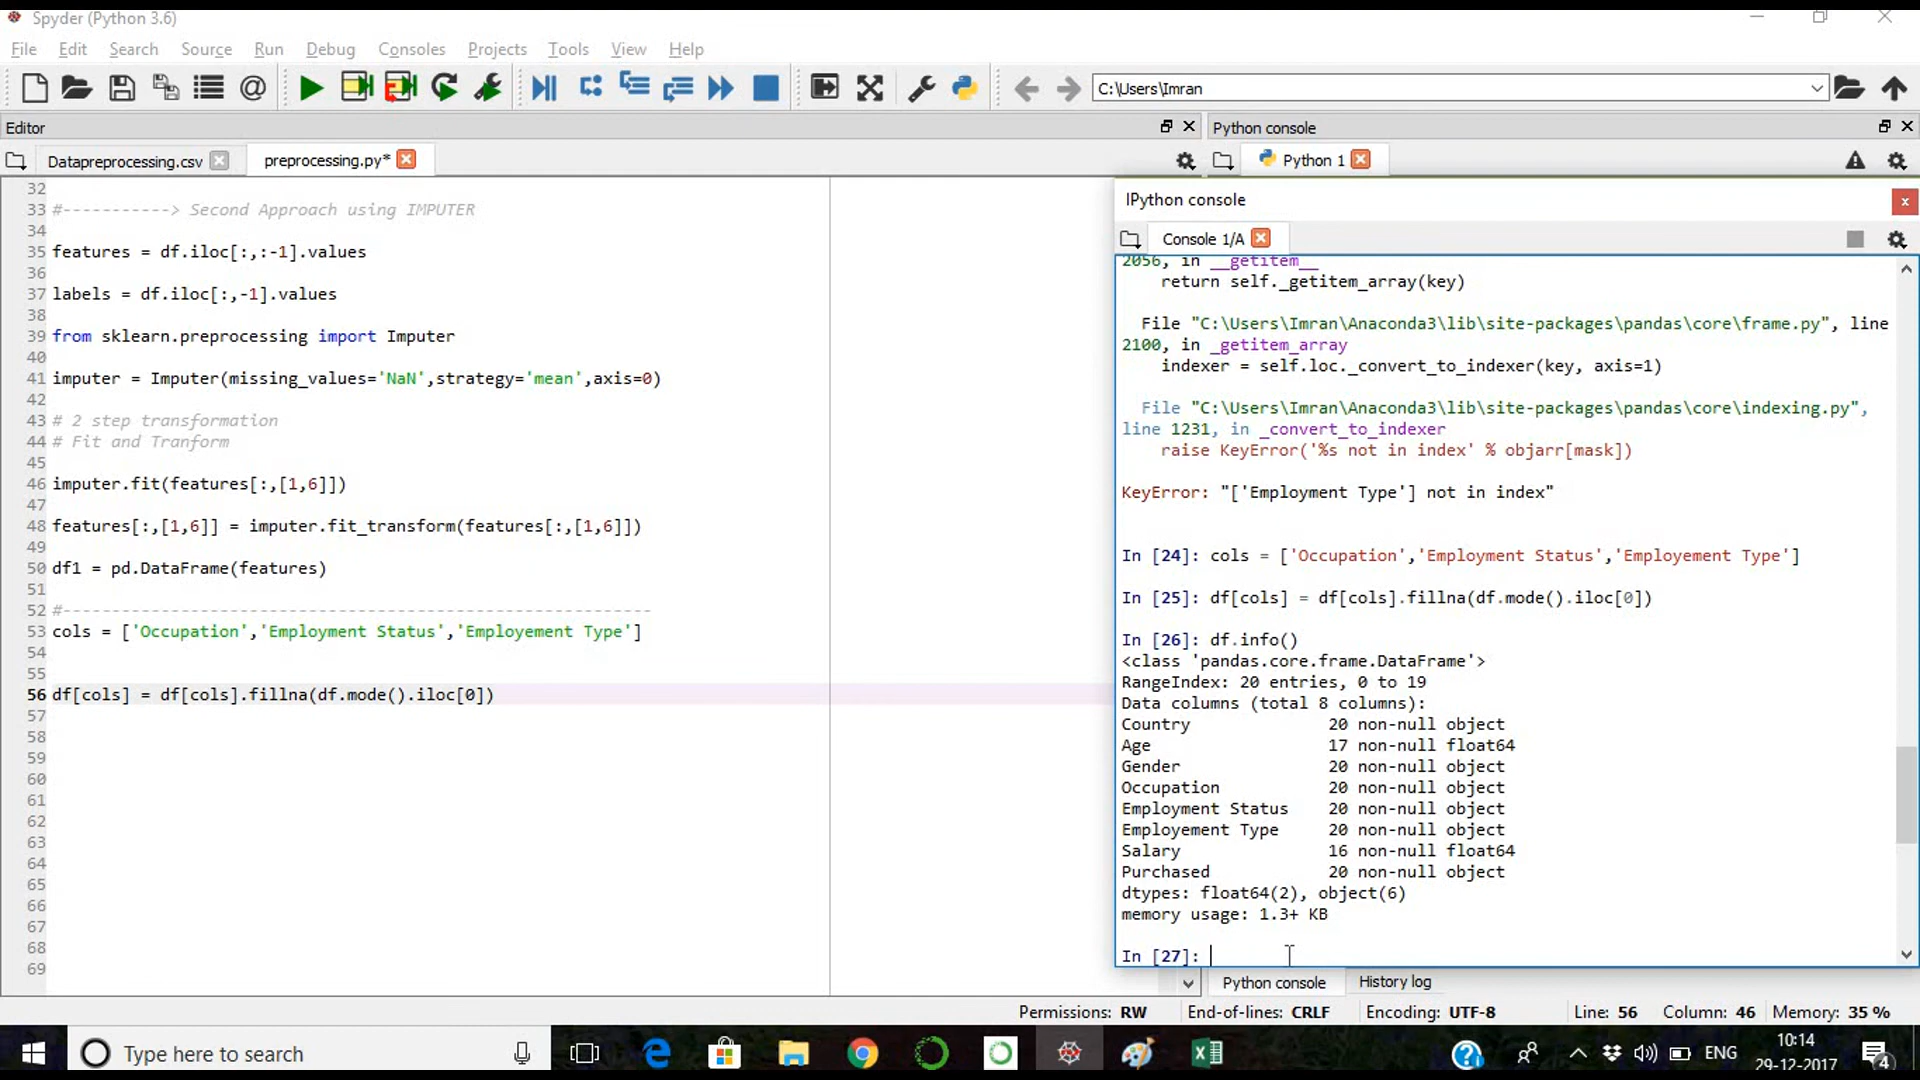 Spyder (Python 3.6)
File Edit Search Source Run Debug Consoles Projects Tools View Help
C:\Users\Imran
Editor
Python console
Datapreprocessing.csv
preprocessing.py*
Python 1
32
33 #-----------> Second Approach using IMPUTER
34
35 features = df.iloc[:,:-1].values
36
37 labels = df.iloc[:,-1].values
38
39 from sklearn.preprocessing import Imputer
40
41 imputer = Imputer(missing_values='NaN',strategy='mean',axis=0)
42
43 # 2 step transformation
44 # Fit and Tranform
45
46 imputer.fit(features[:,[1,6]])
47
48 features[:,[1,6]] = imputer.fit_transform(features[:,[1,6]])
49
50 df1 = pd.DataFrame(features)
51
52 #------------------------------------------------------------
53 cols = ['Occupation','Employment Status','Employement Type']
54
55
56 df[cols] = df[cols].fillna(df.mode().iloc[0])
57
58
59
60
61
62
63
64
65
66
67
68
69
IPython console
Console 1/A
2056, in __getitem__
return self._getitem_array(key)
File "C:\Users\Imran\Anaconda3\lib\site-packages\pandas\core\frame.py", line
2100, in _getitem_array
indexer = self.loc._convert_to_indexer(key, axis=1)
File "C:\Users\Imran\Anaconda3\lib\site-packages\pandas\core\indexing.py",
line 1231, in _convert_to_indexer
raise KeyError('%s not in index' % objarr[mask])
KeyError: "['Employment Type'] not in index"
In [24]: cols = ['Occupation','Employment Status','Employement Type']
In [25]: df[cols] = df[cols].fillna(df.mode().iloc[0])
In [26]: df.info()
<class 'pandas.core.frame.DataFrame'>
RangeIndex: 20 entries, 0 to 19
Data columns (total 8 columns):
Country 20 non-null object
Age 17 non-null float64
Gender 20 non-null object
Occupation 20 non-null object
Employment Status 20 non-null object
Employement Type 20 non-null object
Salary 16 non-null float64
Purchased 20 non-null object
dtypes: float64(2), object(6)
memory usage: 1.3+ KB
In [27]:
Python console
History log
Permissions: RW End-of-lines: CRLF Encoding: UTF-8 Line: 56 Column: 46 Memory: 35 %
Type here to search
ENG
10:14
29-12-2017
4